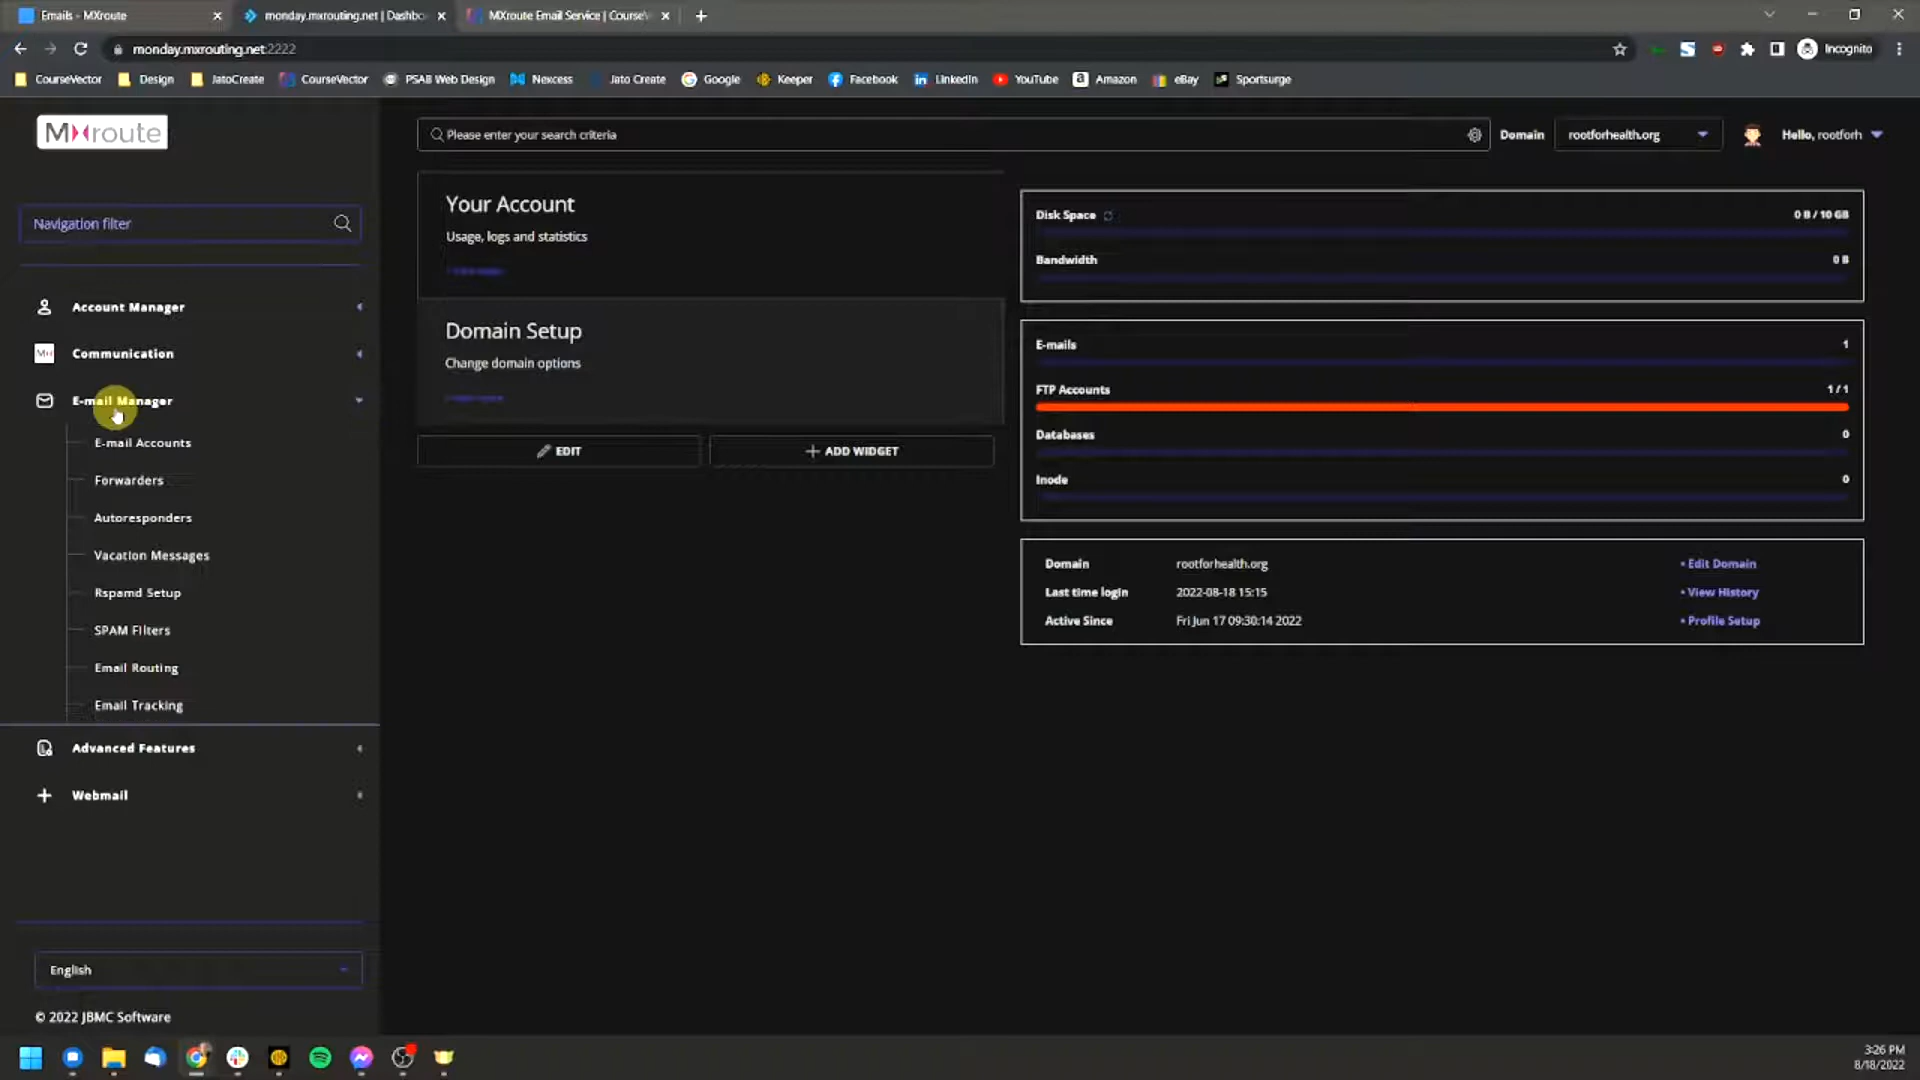 Emails - MXroute
monday.mxrouting.net | Dashbo
MXroute Email Service | CourseV
monday.mxrouting.net:2222
Incognito
CourseVector
Design
JatoCreate
CourseVector
PSAB Web Design
Nexcess
Jato Create
Google
Keeper
Facebook
LinkedIn
YouTube
Amazon
eBay
Sportsurge
MXroute
Please enter your search criteria
Domain
rootforhealth.org
Hello, rootforh
Navigation filter
Account Manager
Communication
E-mail Manager
E-mail Accounts
Forwarders
Autoresponders
Vacation Messages
Rspamd Setup
SPAM Filters
Email Routing
Email Tracking
Advanced Features
Webmail
English
© 2022 JBMC Software
Your Account
Usage, logs and statistics
Domain Setup
Change domain options
EDIT
ADD WIDGET
Disk Space
0 B / 10 GB
Bandwidth
0 B
E-mails
1
FTP Accounts
1 / 1
Databases
0
Inode
0
Domain
rootforhealth.org
• Edit Domain
Last time login
2022-08-18 15:15
• View History
Active Since
Fri Jun 17 09:30:14 2022
• Profile Setup
3:26 PM
8/18/2022